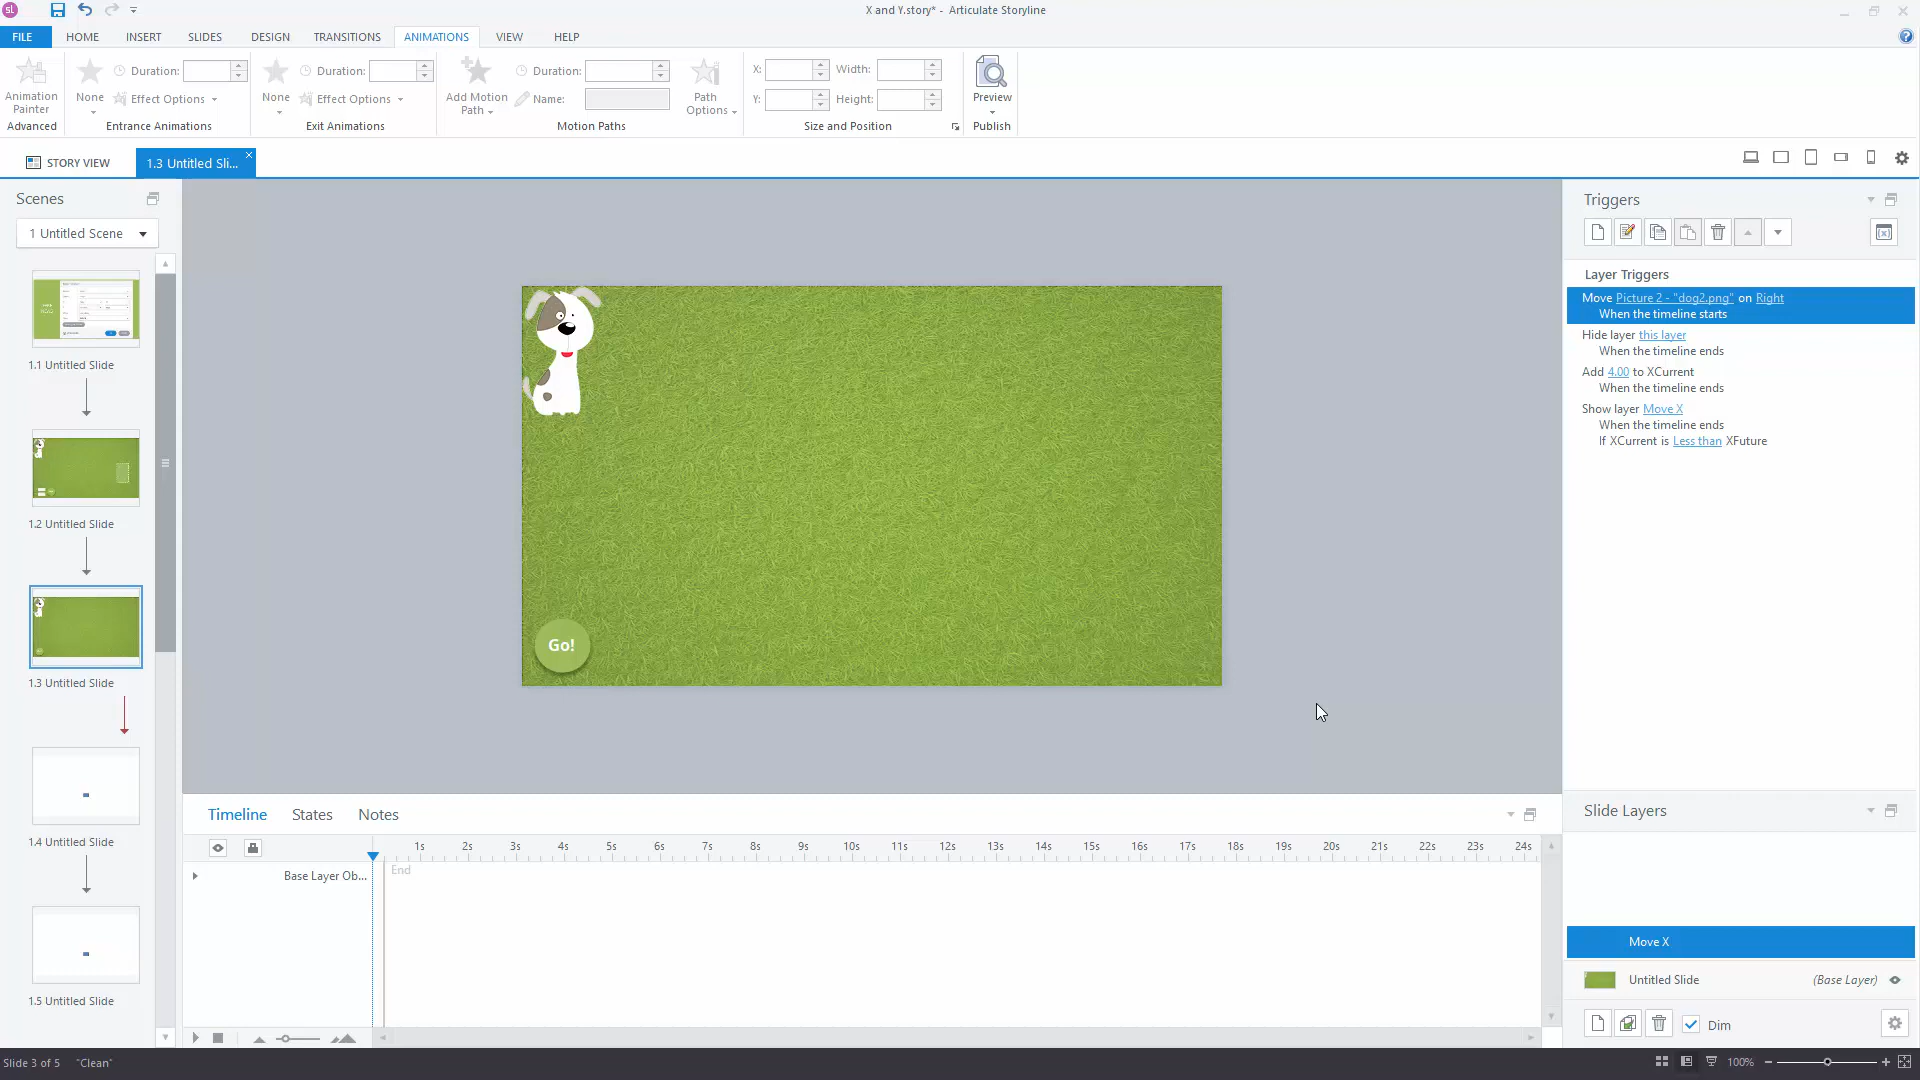 sl
X and Y.story* - Articulate Storyline
FILE HOME INSERT SLIDES DESIGN TRANSITIONS ANIMATIONS VIEW HELP
Animation Painter
Advanced
None
Duration:
Effect Options
Entrance Animations
None
Duration:
Effect Options
Exit Animations
Add Motion Path
Duration:
Name:
Path Options
Motion Paths
X: Width:
Y: Height:
Size and Position
Preview
Publish
STORY VIEW
1.3 Untitled Sli...
Scenes
1 Untitled Scene
1.1 Untitled Slide
1.2 Untitled Slide
1.3 Untitled Slide
1.4 Untitled Slide
1.5 Untitled Slide
Go!
Timeline States Notes
1s 2s 3s 4s 5s 6s 7s 8s 9s 10s 11s 12s 13s 14s 15s 16s 17s 18s 19s 20s 21s 22s 23s 24s
Base Layer Ob...
End
Triggers
Layer Triggers
Move Picture 2 - "dog2.png" on Right
When the timeline starts
Hide layer this layer
When the timeline ends
Add 4.00 to XCurrent
When the timeline ends
Show layer Move X
When the timeline ends
If XCurrent is Less than XFuture
Slide Layers
Move X
Untitled Slide (Base Layer)
Dim
Slide 3 of 5 "Clean"
100%